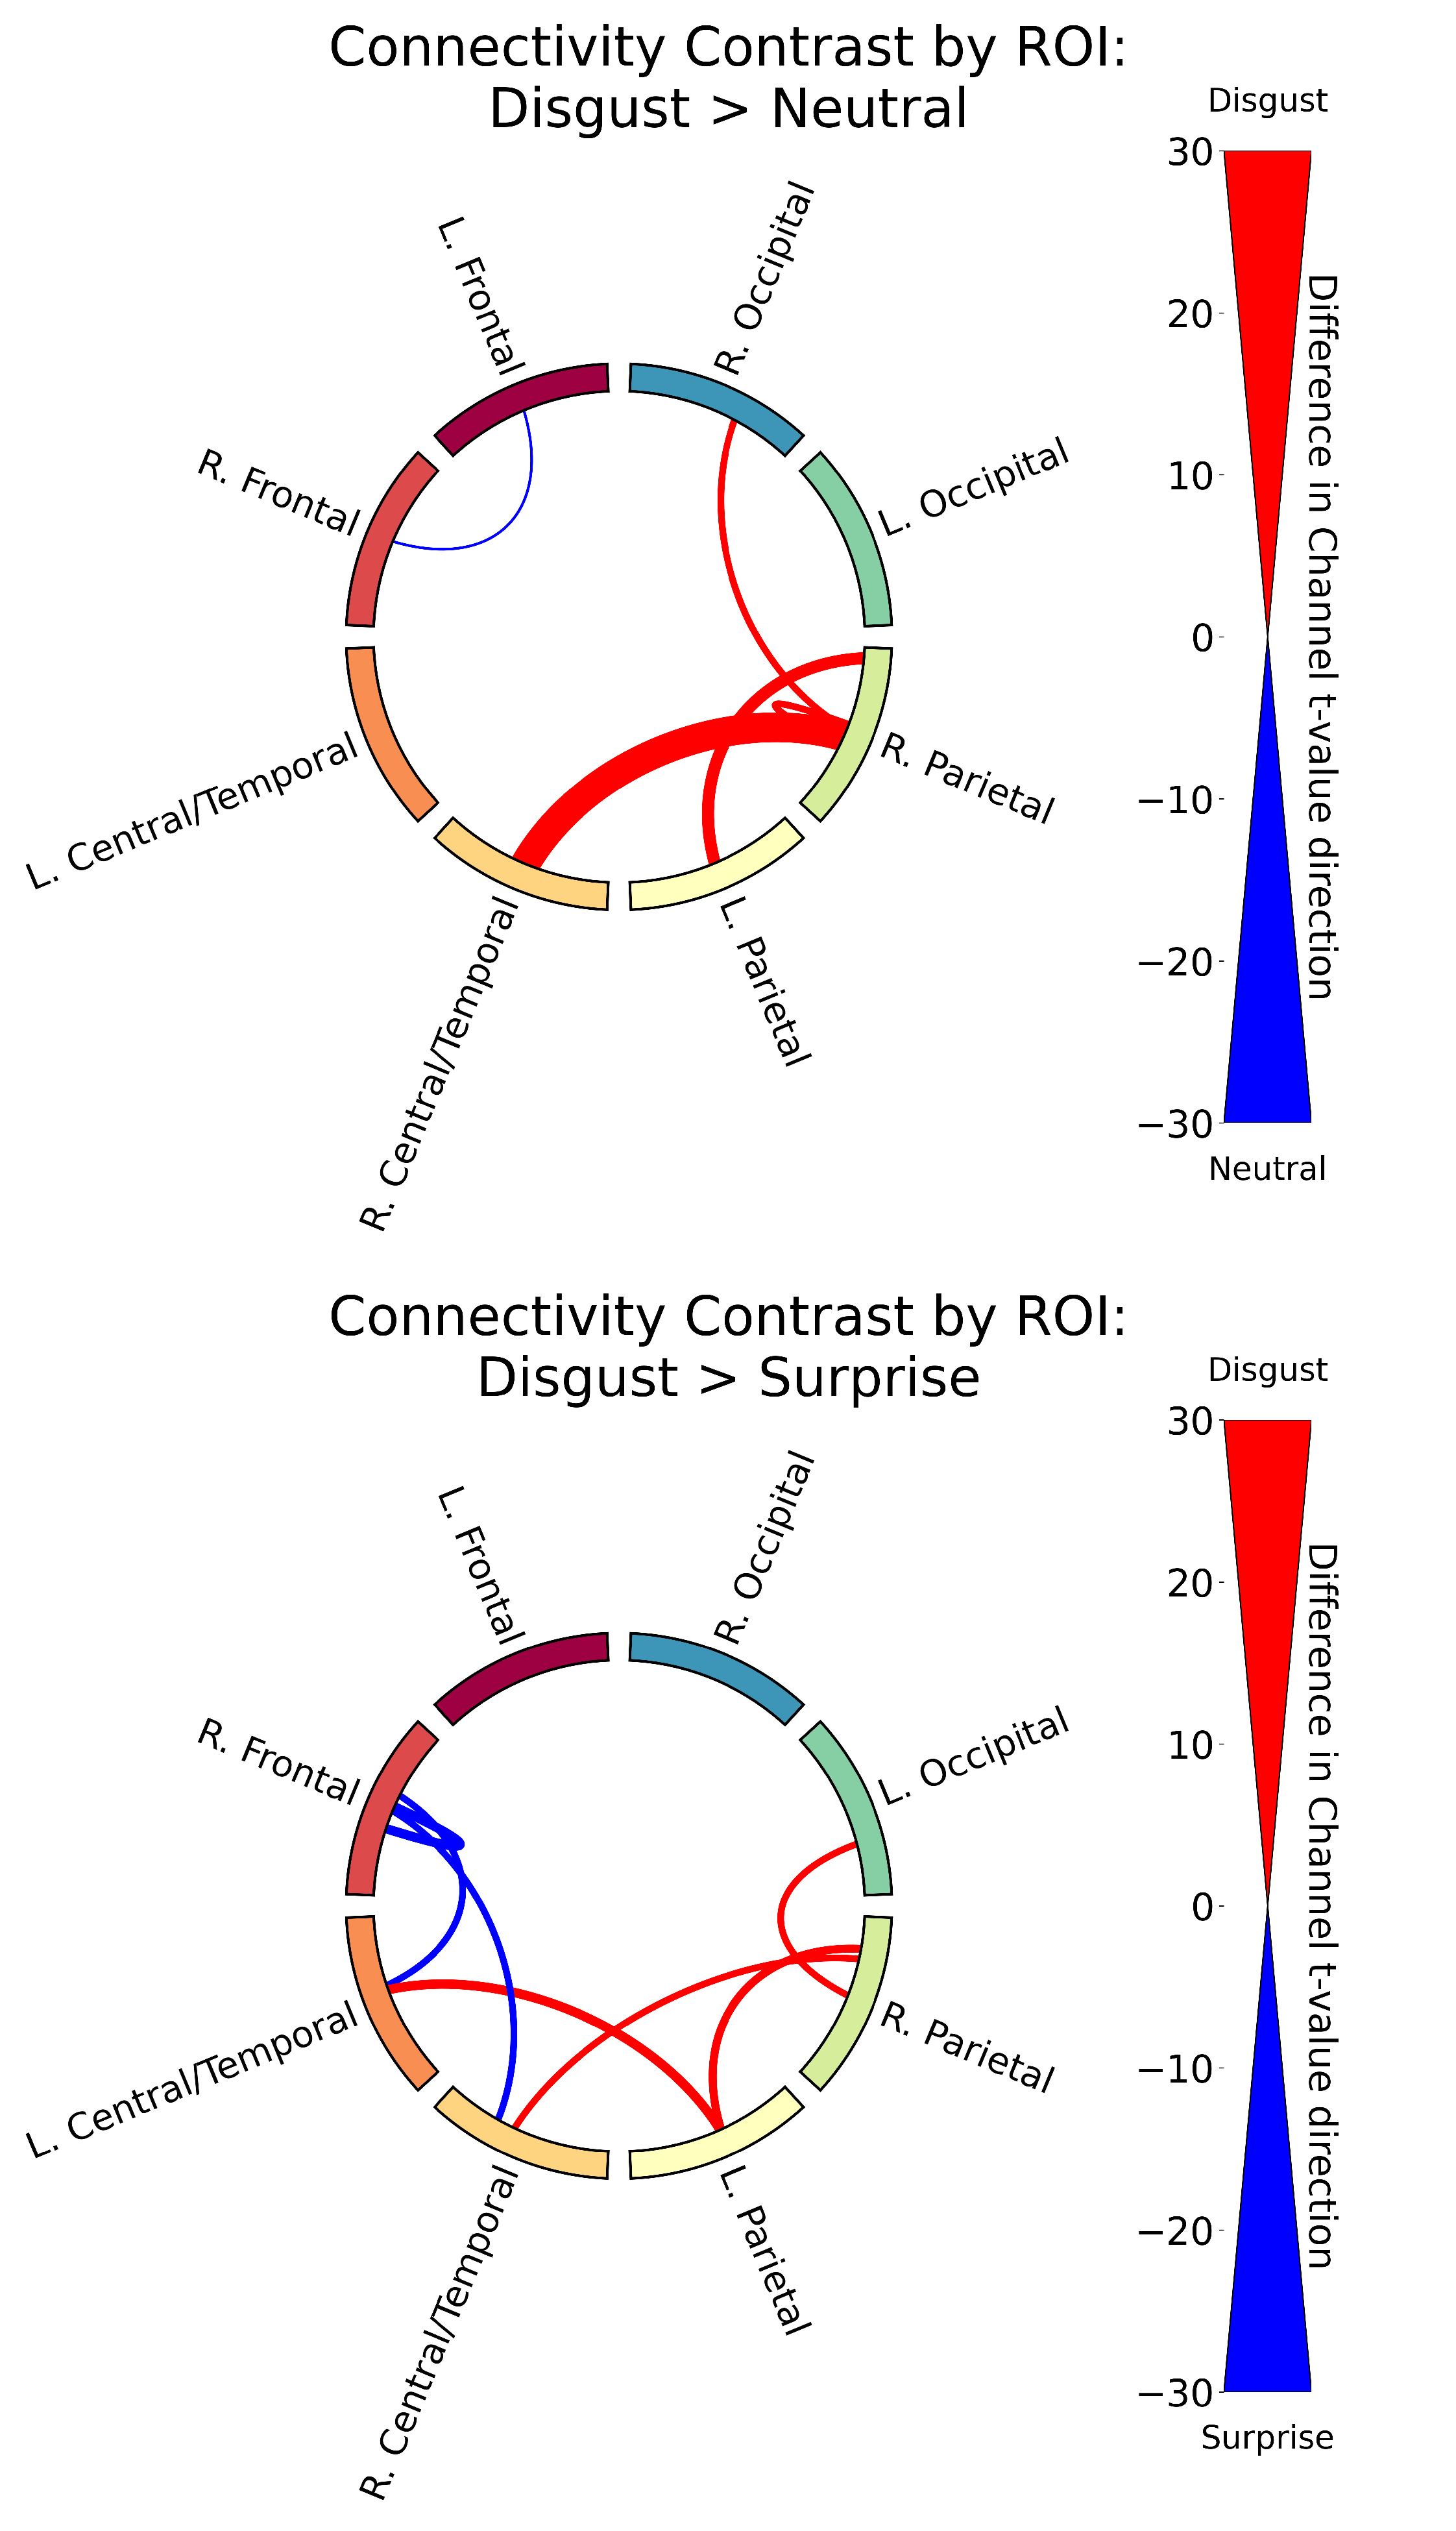 Connectivity Contrast by ROI:
Disgust > Neutral
Disgust
30
20
10
0
−10
−20
−30
Neutral
Difference in Channel t-value direction
L. Frontal
R. Occipital
R. Frontal
L. Occipital
L. Central/Temporal
R. Parietal
R. Central/Temporal
L. Parietal
Connectivity Contrast by ROI:
Disgust > Surprise
Disgust
30
20
10
0
−10
−20
−30
Surprise
Difference in Channel t-value direction
L. Frontal
R. Occipital
R. Frontal
L. Occipital
L. Central/Temporal
R. Parietal
R. Central/Temporal
L. Parietal